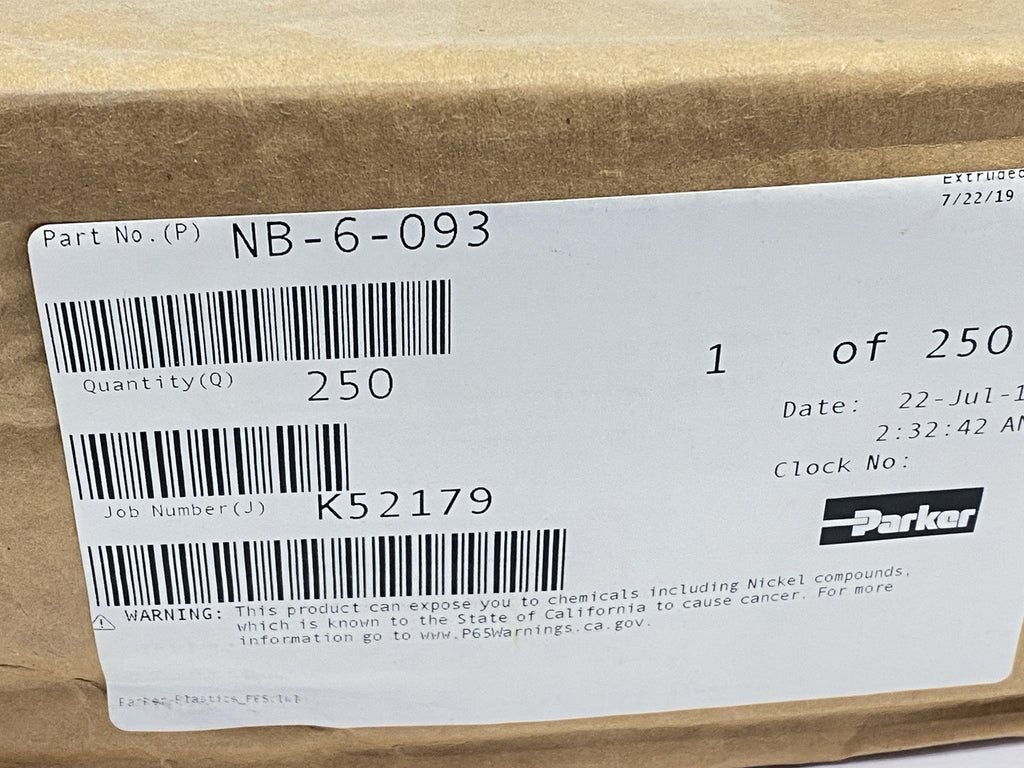 Extruded
7/22/19
Part No.(P) NB-6-093
Quantity(Q) 250
1 of 250
Date: 22-Jul-1
2:32:42 AM
Job Number(J) K52179
Clock No:
Parker
WARNING: This product can expose you to chemicals including Nickel compounds,
which is known to the State of California to cause cancer. For more
information go to www.P65Warnings.ca.gov.